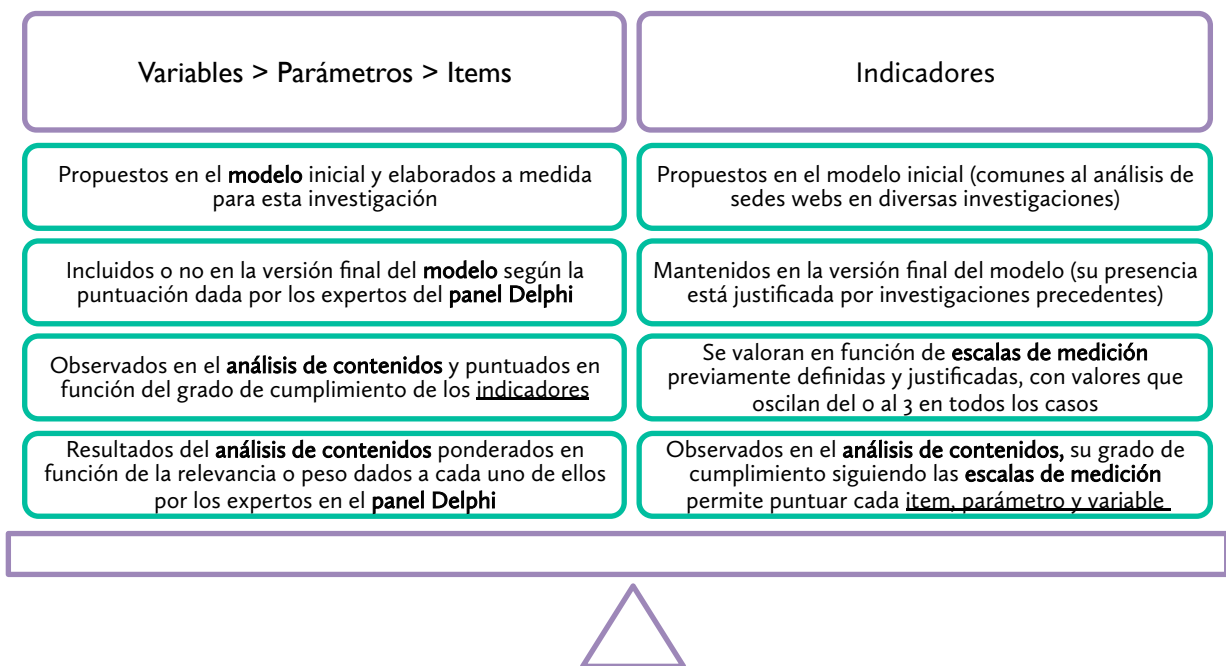 Variables > Parámetros > Items
Propuestos en el modelo inicial y elaborados a medida
para esta investigación
Incluidos o no en la versión final del modelo según la
puntuación dada por los expertos del panel Delphi
Observados en el análisis de contenidos y puntuados en
función del grado de cumplimiento de los indicadores
Resultados del análisis de contenidos ponderados en
función de la relevancia o peso dados a cada uno de ellos
por los expertos en el panel Delphi
Indicadores
Propuestos en el modelo inicial (comunes al análisis de
sedes webs en diversas investigaciones)
Mantenidos en la versión final del modelo (su presencia
está justificada por investigaciones precedentes)
Se valoran en función de escalas de medición
previamente definidas y justificadas, con valores que
oscilan del 0 al 3 en todos los casos
Observados en el análisis de contenidos, su grado de
cumplimiento siguiendo las escalas de medición
permite puntuar cada item, parámetro y variable